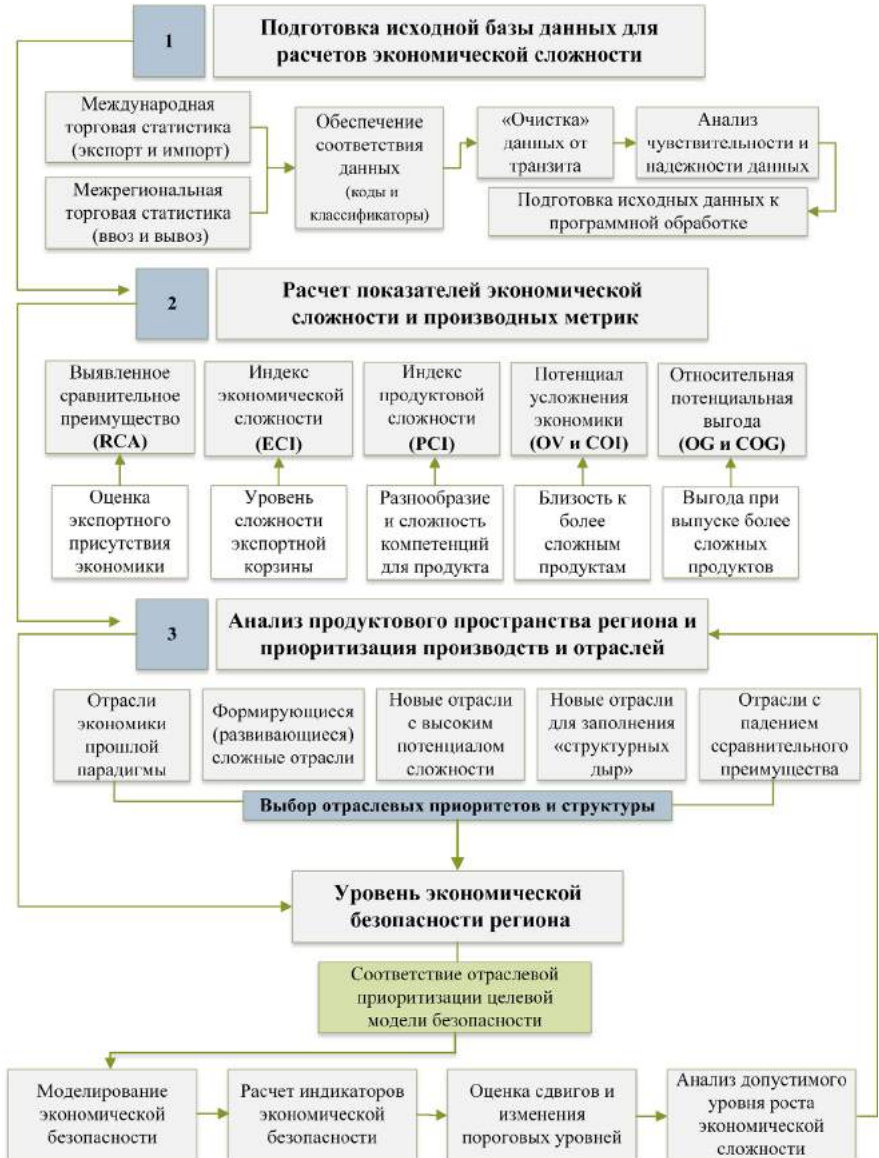 1
Подготовка исходной базы данных для
расчетов экономической сложности
Международная
торговая статистика
(экспорт и импорт)
Межрегиональная
торговая статистика
(ввоз и вывоз)
Обеспечение
соответствия
данных
(коды и
классификаторы)
«Очистка»
данных от
транзита
Анализ
чувствительности и
надежности данных
Подготовка исходных данных к
программной обработке
2
Расчет показателей экономической
сложности и производных метрик
Выявленное
сравнительное
преимущество
(RCA)
Индекс
экономической
сложности
(ECI)
Индекс
продуктовой
сложности
(PCI)
Потенциал
усложнения
экономики
(OV и COI)
Относительная
потенциальная
выгода
(OG и COG)
Оценка
экспортного
присутствия
экономики
Уровень
сложности
экспортной
корзины
Разнообразие
и сложность
компетенций
для продукта
Близость к
более
сложным
продуктам
Выгода при
выпуске более
сложных
продуктов
3
Анализ продуктового пространства региона и
приоритизация производств и отраслей
Отрасли
экономики
прошлой
парадигмы
Формирующиеся
(развивающиеся)
сложные отрасли
Новые отрасли
с высоким
потенциалом
сложности
Новые отрасли
для заполнения
«структурных
дыр»
Отрасли с
падением
ссравнительного
преимущества
Выбор отраслевых приоритетов и структуры
Уровень экономической
безопасности региона
Соответствие отраслевой
приоритизации целевой
модели безопасности
Моделирование
экономической
безопасности
Расчет индикаторов
экономической
безопасности
Оценка сдвигов и
изменения
пороговых уровней
Анализ допустимого
уровня роста
экономической
сложности